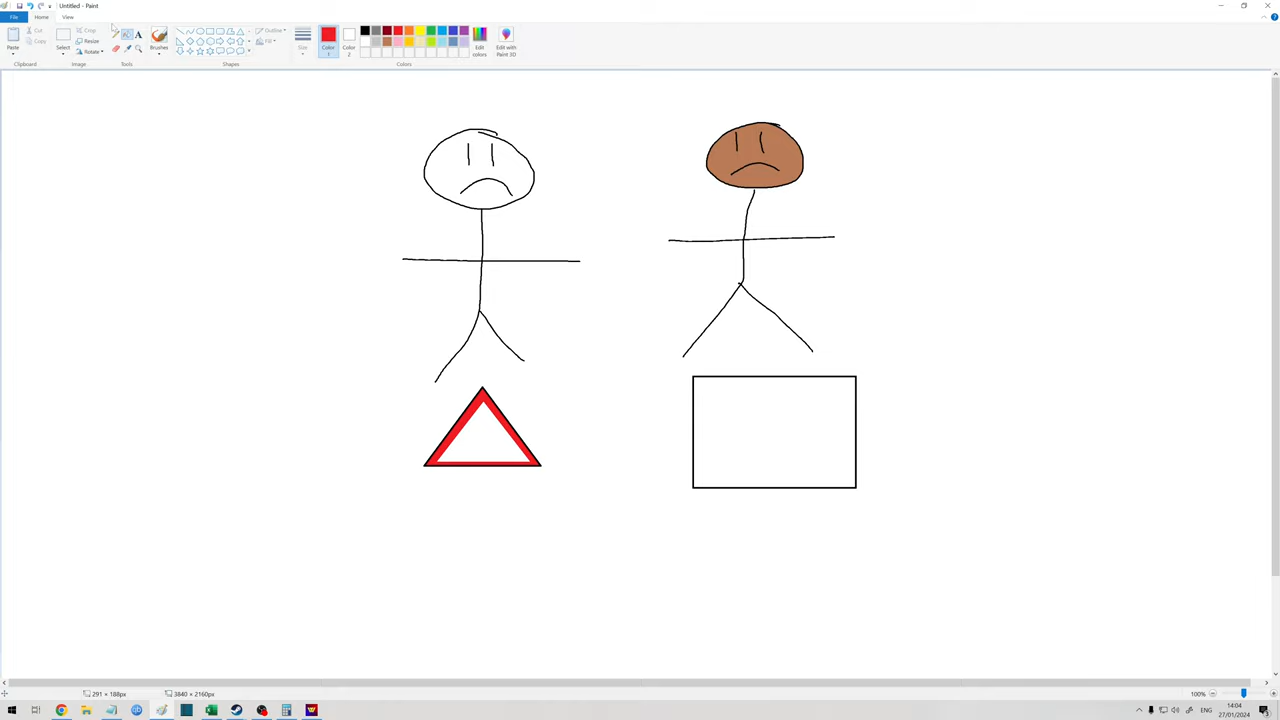 Untitled - Paint
File Home View
Paste
Cut
Copy
Clipboard
Select
Crop
Resize
Rotate
Image
Tools
Brushes
Shapes
Outline
Fill
Size
Color 1
Color 2
Colors
Edit colors
Edit with Paint 3D
291 × 188px
3840 × 2160px
100%
ENG
14:04
27/01/2024